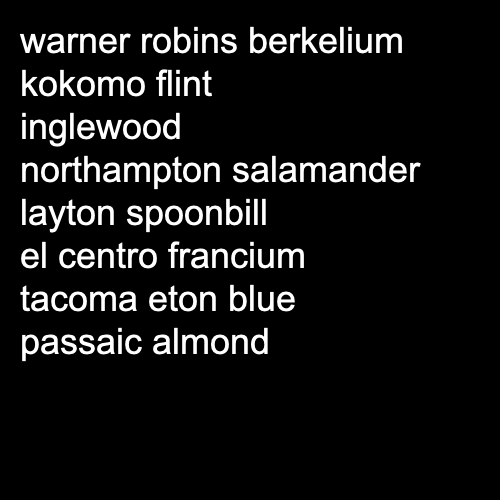 warner robins berkelium
kokomo flint
inglewood
northampton salamander
layton spoonbill
el centro francium
tacoma eton blue
passaic almond